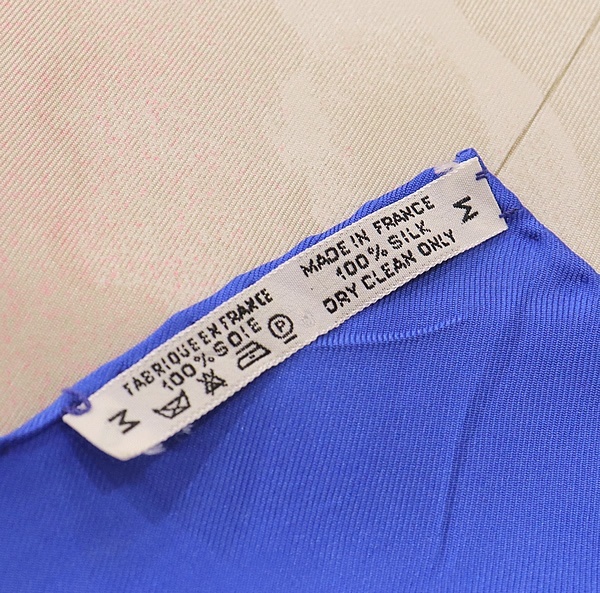 FABRIQUE EN FRANCE
100% SOIE
M
MADE IN FRANCE
100% SILK
DRY CLEAN ONLY
M